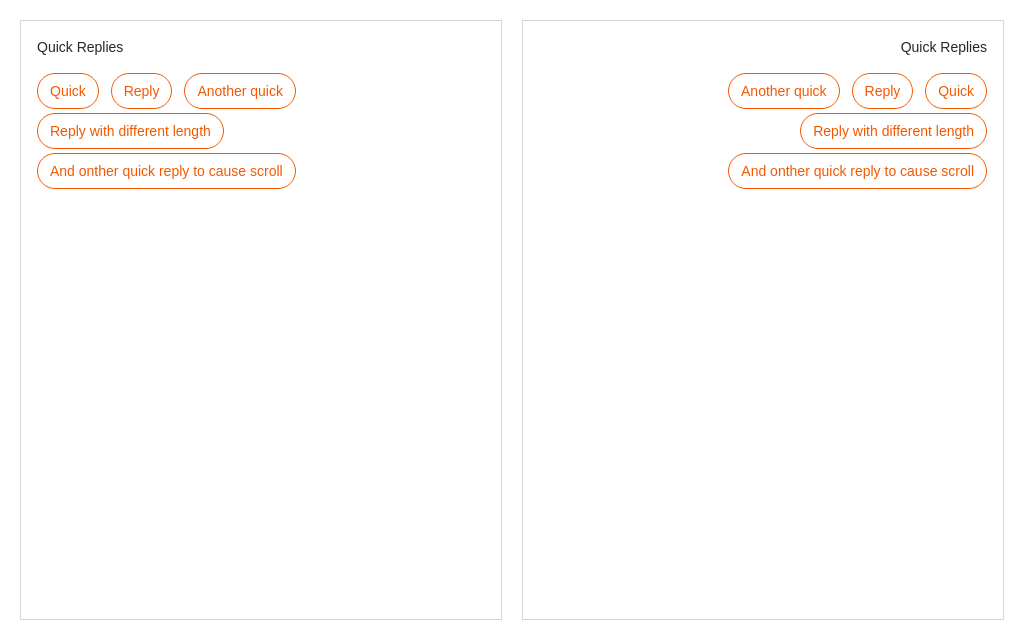 Quick Replies
Quick Reply Another quick
Reply with different length
And onther quick reply to cause scroll
Quick Replies
Another quick Reply Quick
Reply with different length
And onther quick reply to cause scroll